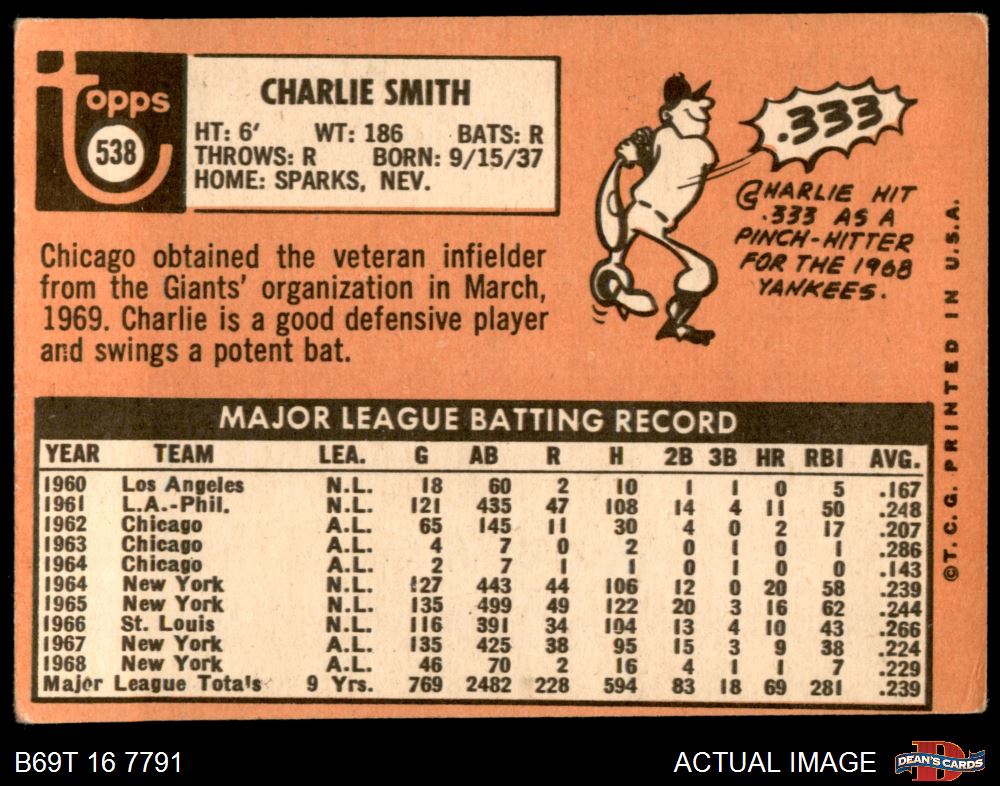 topps
538
CHARLIE SMITH
HT: 6' WT: 186 BATS: R
THROWS: R BORN: 9/15/37
HOME: SPARKS, NEV.
.333
CHARLIE HIT
.333 AS A
PINCH-HITTER
FOR THE 1968
YANKEES.
Chicago obtained the veteran infielder
from the Giants' organization in March,
1969. Charlie is a good defensive player
and swings a potent bat.
MAJOR LEAGUE BATTING RECORD
YEAR TEAM LEA. G AB R H 2B 3B HR RBI AVG.
1960 Los Angeles N.L. 18 60 2 10 1 1 0 5 .167
1961 L.A.-Phil. N.L. 121 435 47 108 14 4 11 50 .248
1962 Chicago A.L. 65 145 11 30 4 0 2 17 .207
1963 Chicago A.L. 4 7 0 2 0 1 0 1 .286
1964 Chicago A.L. 2 7 1 1 0 1 0 0 .143
1964 New York N.L. 127 443 44 106 12 0 20 58 .239
1965 New York N.L. 135 499 49 122 20 3 16 62 .244
1966 St. Louis N.L. 116 391 34 104 13 4 10 43 .266
1967 New York A.L. 135 425 38 95 15 3 9 38 .224
1968 New York A.L. 46 70 2 16 4 1 1 7 .229
Major League Totals 9 Yrs. 769 2482 228 594 83 18 69 281 .239
©T.C.G. PRINTED IN U.S.A.
B69T 16 7791
ACTUAL IMAGE
DEAN'S CARDS